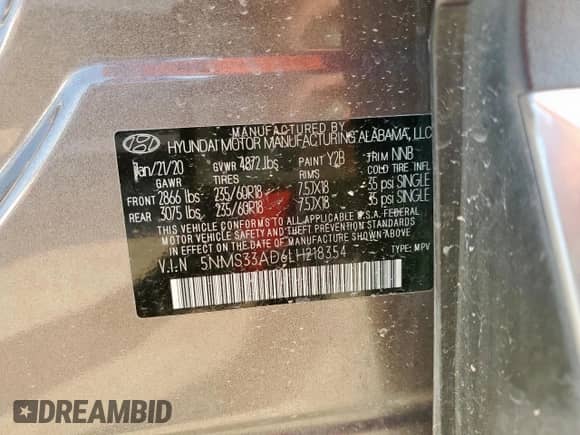 MANUFACTURED BY
HYUNDAI MOTOR MANUFACTURING ALABAMA, LLC
Jan/21/20 GVWR 4872 lbs. PAINT Y2B TRIM NNB
GAWR TIRES RIMS COLD TIRE INFL
FRONT 2866 lbs 235/60R18 7.5JX18 35 psi SINGLE
REAR 3075 lbs 235/60R18 7.5JX18 35 psi SINGLE
THIS VEHICLE CONFORMS TO ALL APPLICABLE U.S.A. FEDERAL
MOTOR VEHICLE SAFETY AND THEFT PREVENTION STANDARDS
IN EFFECT ON THE DATE OF MANUFACTURE SHOWN ABOVE.
V.I.N 5NMS33AD6LH218354 TYPE: MPV
DREAMBID